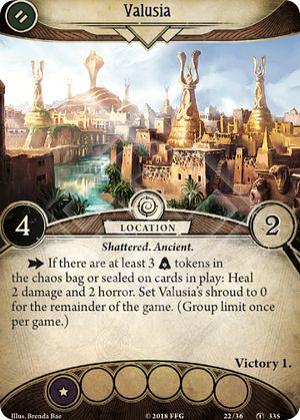 Valusia
4
LOCATION
2
Shattered. Ancient.
If there are at least 3 tokens in
the chaos bag or sealed on cards in play: Heal
2 damage and 2 horror. Set Valusia's shroud to 0
for the remainder of the game. (Group limit once
per game.)
Victory 1.
Illus. Brenda Bae © 2018 FFG 22/36 335